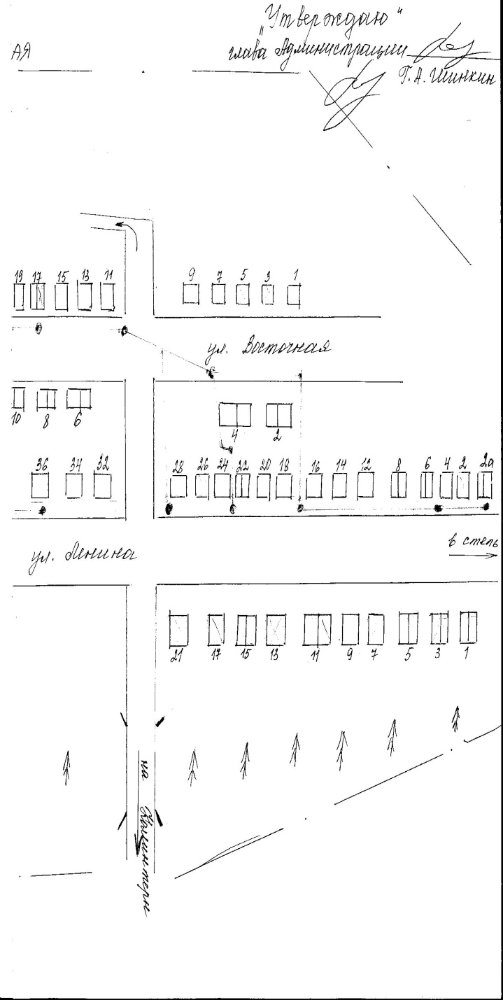 „Утверждаю“
АЯ
глава Администрации
Г. А. Шинкин
19 17 15 13 11 9 7 5 3 1
ул. Восточная
10 8 6 4 2
36 34 32 28 26 24 22 20 18 16 14 12 8 6 4 2 2а
в степь
ул. Ленина
21 17 15 13 11 9 7 5 3 1
на Коминтерн